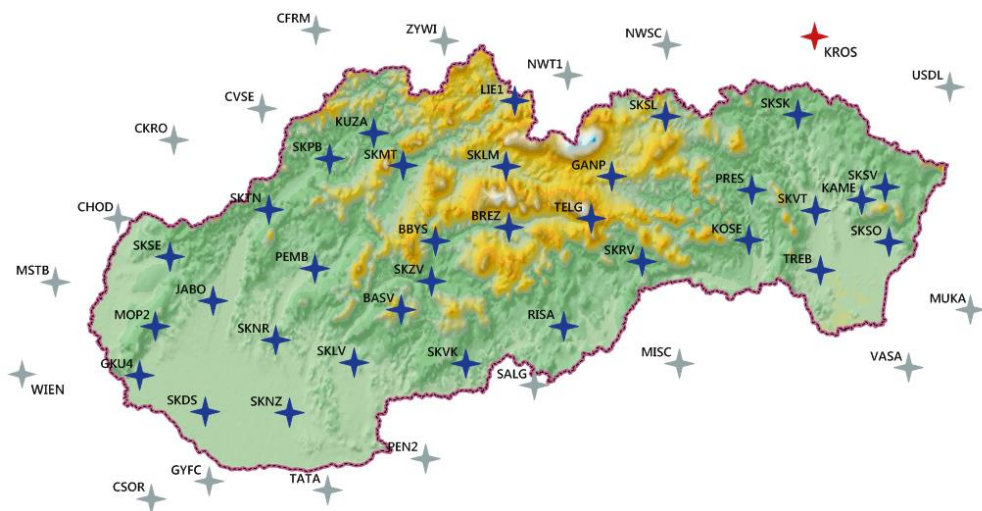 CFRM
ZYWI
NWSC
KROS
NWT1
USDL
LIE1
CVSE
SKSL
SKSK
KUZA
CKRO
SKPB
SKMT
SKLM
GANP
PRES
SKSV
KAME
SKTN
SKVT
CHOD
TELG
BREZ
BBYS
KOSE
SKSO
SKSE
SKRV
TREB
MSTB
PEMB
SKZV
JABO
BASV
MUKA
MOP2
SKNR
RISA
SKLV
SKVK
MISC
VASA
GKU4
SALG
WIEN
SKDS
SKNZ
PEN2
GYFC
TATA
CSOR